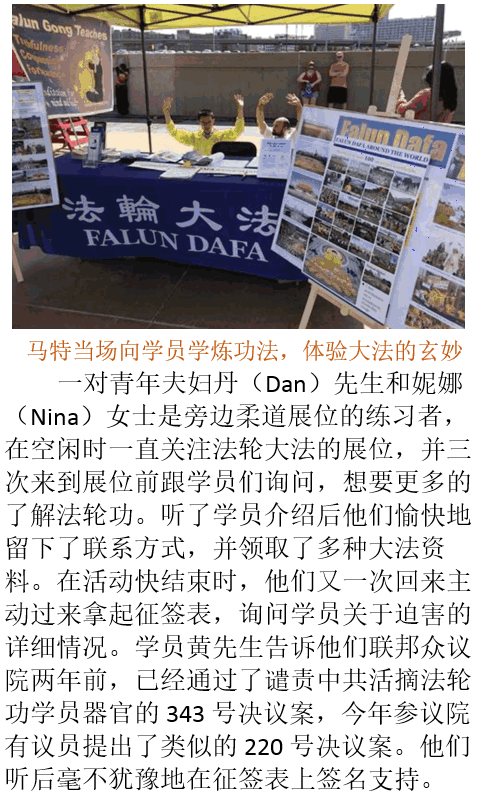 Falun Gong Teaches
Truthfulness
Compassion
Forbearance
Falun Dafa
FALUN DAFA AROUND THE WORLD
法輪大法
FALUN DAFA
马特当场向学员学炼功法，体验大法的玄妙
一对青年夫妇丹（Dan）先生和妮娜
（Nina）女士是旁边柔道展位的练习者，
在空闲时一直关注法轮大法的展位，并三
次来到展位前跟学员们询问，想要更多的
了解法轮功。听了学员介绍后他们愉快地
留下了联系方式，并领取了多种大法资
料。在活动快结束时，他们又一次回来主
动过来拿起征签表，询问学员关于迫害的
详细情况。学员黄先生告诉他们联邦众议
院两年前，已经通过了谴责中共活摘法轮
功学员器官的 343 号决议案，今年参议院
有议员提出了类似的 220 号决议案。他们
听后毫不犹豫地在征签表上签名支持。